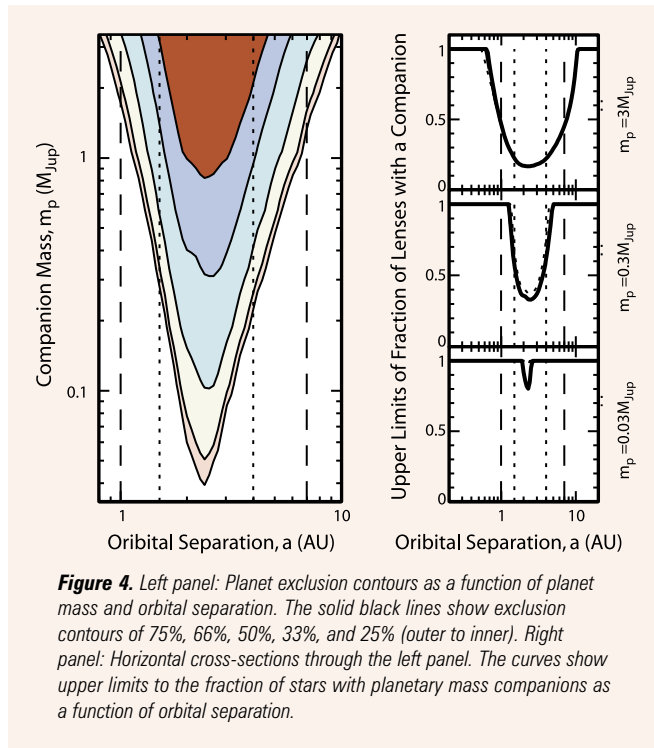 Companion Mass, mp (MJup)
1
0.1
1
10
Oribital Separation, a (AU)
Upper Limits of Fraction of Lenses with a Companion
1
0.5
0
1
0.5
0
1
0.5
0
1
10
Oribital Separation, a (AU)
mp =3MJup
mp =0.3MJup
mp =0.03MJup
Figure 4. Left panel: Planet exclusion contours as a function of planet
mass and orbital separation. The solid black lines show exclusion
contours of 75%, 66%, 50%, 33%, and 25% (outer to inner). Right
panel: Horizontal cross-sections through the left panel. The curves show
upper limits to the fraction of stars with planetary mass companions as
a function of orbital separation.